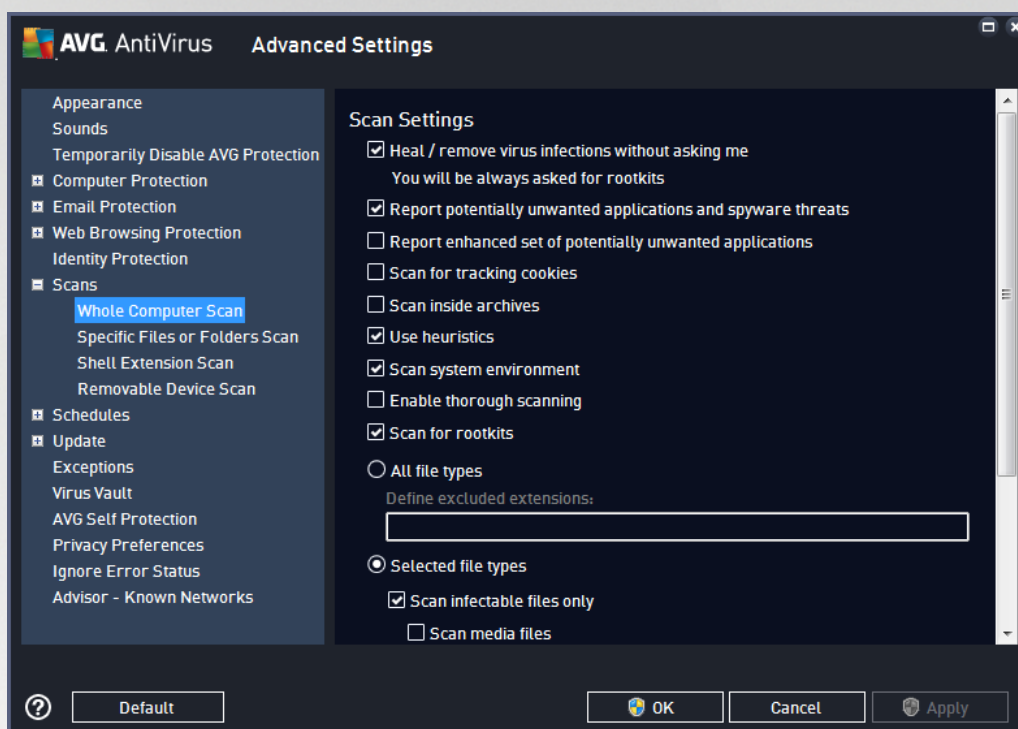 AVG. AntiVirus Advanced Settings
Appearance
Sounds
Temporarily Disable AVG Protection
Computer Protection
Email Protection
Web Browsing Protection
Identity Protection
Scans
Whole Computer Scan
Specific Files or Folders Scan
Shell Extension Scan
Removable Device Scan
Schedules
Update
Exceptions
Virus Vault
AVG Self Protection
Privacy Preferences
Ignore Error Status
Advisor - Known Networks
Scan Settings
Heal / remove virus infections without asking me
You will be always asked for rootkits
Report potentially unwanted applications and spyware threats
Report enhanced set of potentially unwanted applications
Scan for tracking cookies
Scan inside archives
Use heuristics
Scan system environment
Enable thorough scanning
Scan for rootkits
All file types
Define excluded extensions:
Selected file types
Scan infectable files only
Scan media files
? Default OK Cancel Apply